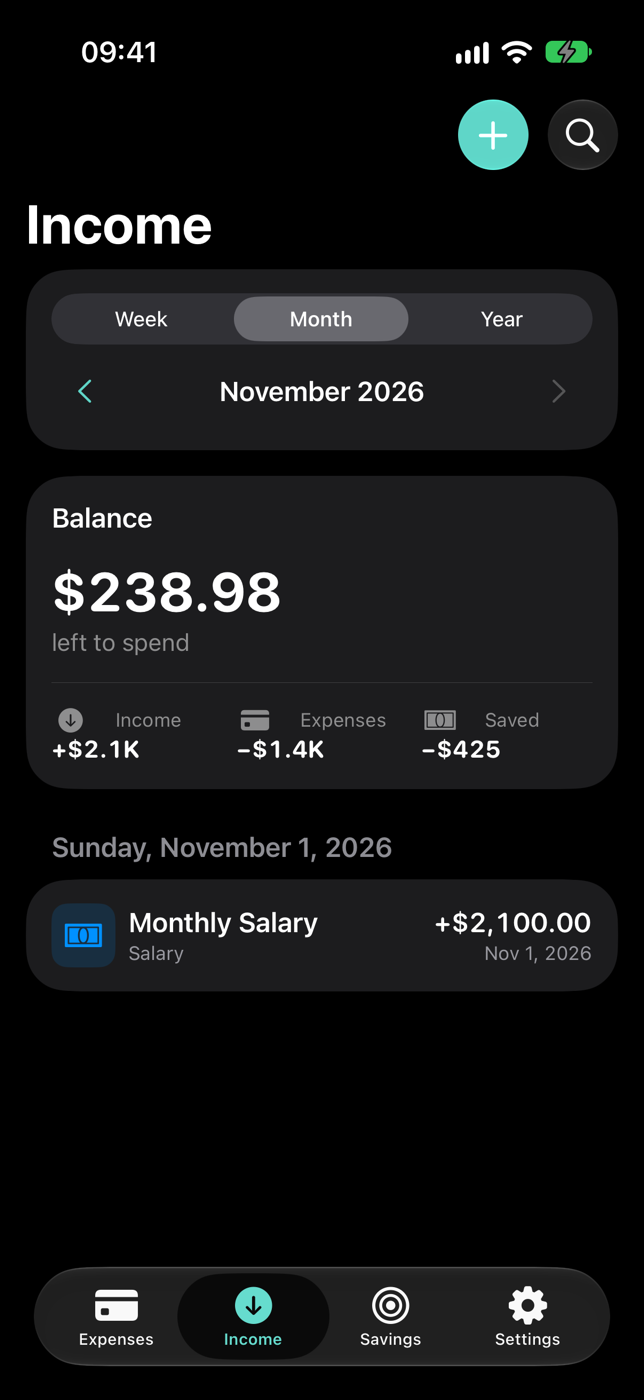 09:41
Income
Week Month Year
November 2026
Balance
$238.98
left to spend
Income Expenses Saved
+$2.1K −$1.4K −$425
Sunday, November 1, 2026
Monthly Salary +$2,100.00
Salary Nov 1, 2026
Expenses Income Savings Settings